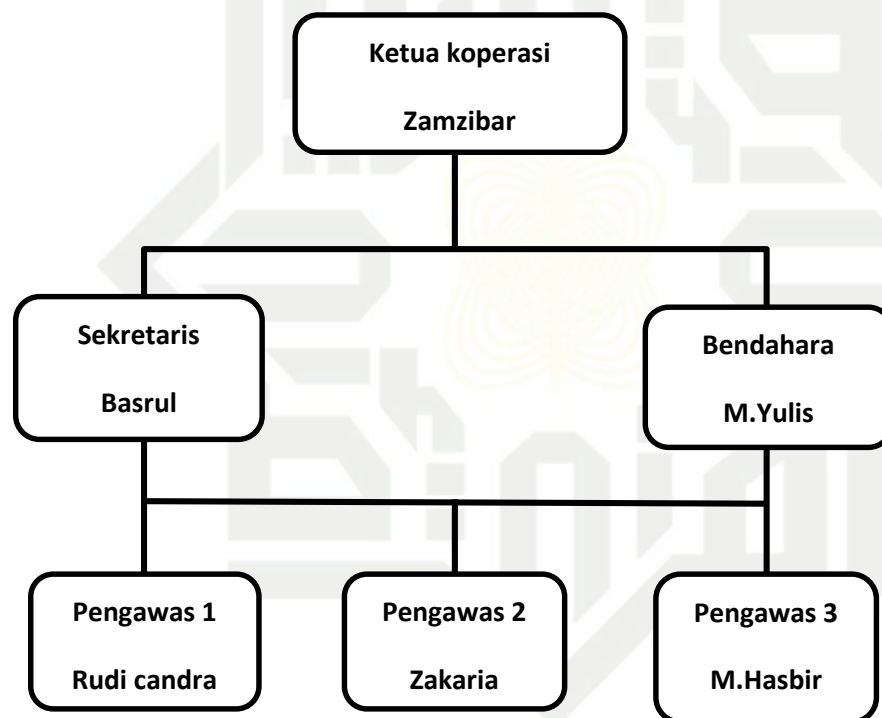 Ketua koperasi
Zamzibar
Sekretaris
Basrul
Bendahara
M.Yulis
Pengawas 1
Rudi candra
Pengawas 2
Zakaria
Pengawas 3
M.Hasbir